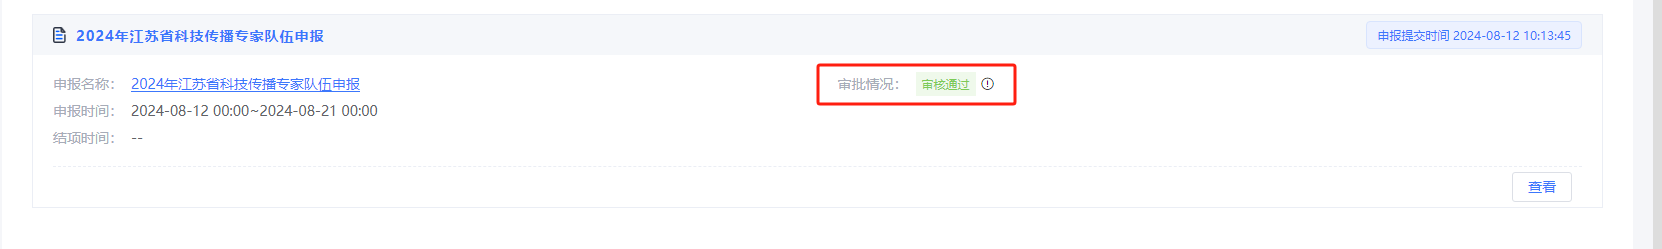 2024年江苏省科技传播专家队伍申报
申报提交时间 2024-08-12 10:13:45
申报名称: 2024年江苏省科技传播专家队伍申报
审批情况: 审核通过
申报时间: 2024-08-12 00:00~2024-08-21 00:00
结项时间: --
查看